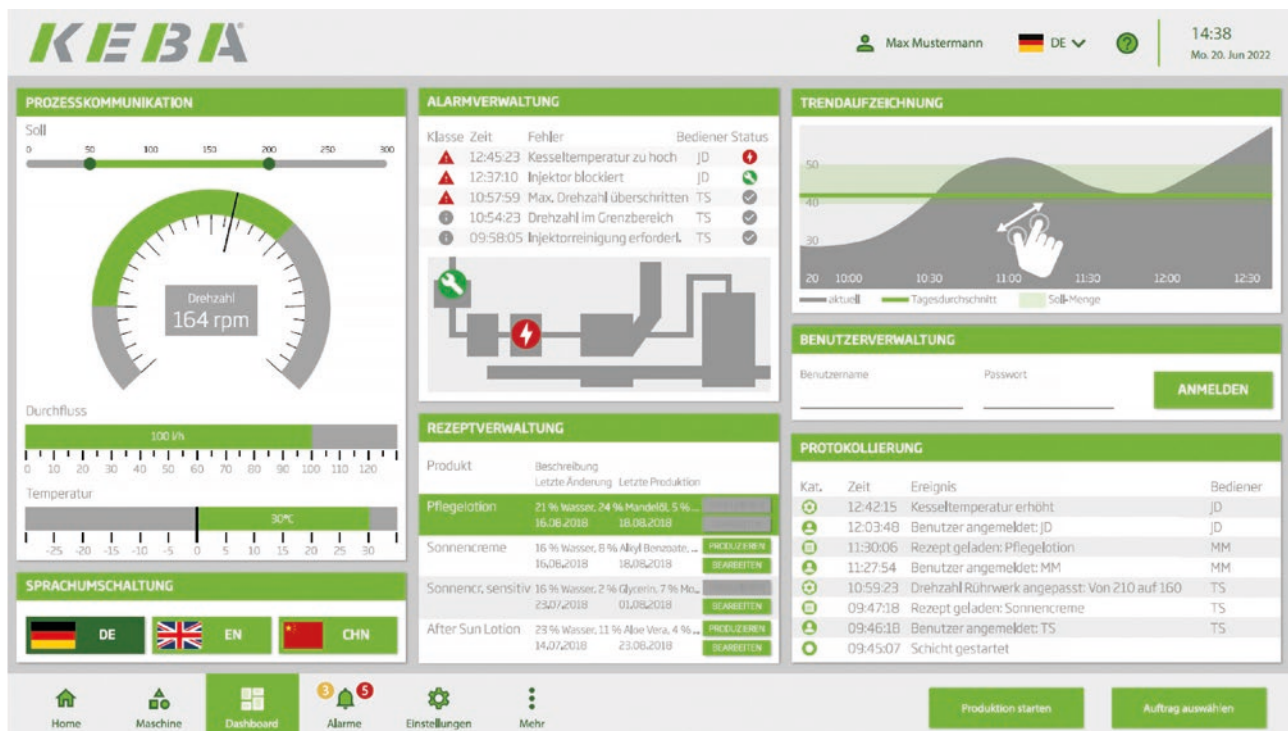 KEBA
Max Mustermann
DE
14:38
Mo. 20. Jun 2022
PROZESSKOMMUNIKATION
Soll
0 50 100 150 200 250 300
Drehzahl
164 rpm
Durchfluss
100 l/h
0 10 20 30 40 50 60 70 80 90 100 110 120
Temperatur
30°C
-25 -20 -15 -10 -5 0 5 10 15 20 25 30
SPRACHUMSCHALTUNG
DE EN CHN
ALARMVERWALTUNG
Klasse Zeit Fehler Bediener Status
12:45:23 Kesseltemperatur zu hoch JD
12:37:10 Injektor blockiert JD
10:57:59 Max. Drehzahl überschritten TS
10:54:23 Drehzahl im Grenzbereich TS
09:58:05 Injektorreinigung erforderl. TS
REZEPTVERWALTUNG
Produkt Beschreibung
Letzte Änderung Letzte Produktion
Pflegelotion 21 % Wasser, 24 % Mandelöl, 5 % ...
16.08.2018 18.08.2018
Sonnencreme 16 % Wasser, 8 % Alkyl Benzoate, ... PRODUZIEREN
16.08.2018 18.08.2018 BEARBEITEN
Sonnencr. sensitiv 16 % Wasser, 2 % Glycerin, 7 % Mo...
23.07.2018 01.08.2018 BEARBEITEN
After Sun Lotion 23 % Wasser, 11 % Aloe Vera, 4 % ... PRODUZIEREN
14.07.2018 23.08.2018 BEARBEITEN
TRENDAUFZEICHNUNG
50
40
30
20 10:00 10:30 11:00 11:30 12:00 12:30
aktuell Tagesdurchschnitt Soll-Menge
BENUTZERVERWALTUNG
Benutzername Passwort
ANMELDEN
PROTOKOLLIERUNG
Kat. Zeit Ereignis Bediener
12:42:15 Kesseltemperatur erhöht JD
12:03:48 Benutzer angemeldet: JD JD
11:30:06 Rezept geladen: Pflegelotion MM
11:27:54 Benutzer angemeldet: MM MM
10:59:23 Drehzahl Rührwerk angepasst: Von 210 auf 160 TS
09:47:18 Rezept geladen: Sonnencreme TS
09:46:18 Benutzer angemeldet: TS TS
09:45:07 Schicht gestartet
3 5
Home Maschine Dashboard Alarme Einstellungen Mehr
Produktion starten Auftrag auswählen